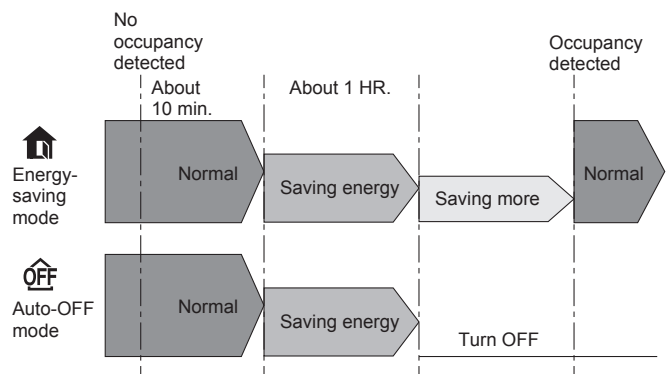 No
occupancy
detected
Occupancy
detected
About
10 min.
About 1 HR.
Energy-
saving
mode
Normal
Saving energy
Saving more
Normal
OFF
Auto-OFF
mode
Normal
Saving energy
Turn OFF